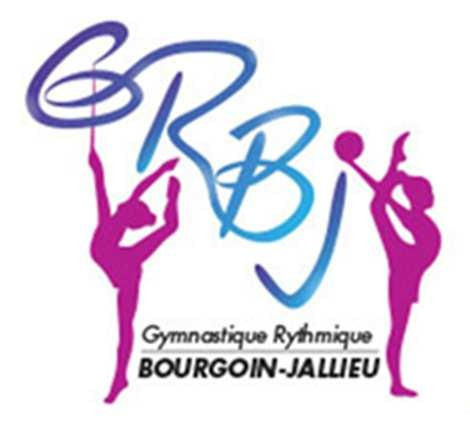 GRBJ
Gymnastique Rythmique
BOURGOIN-JALLIEU